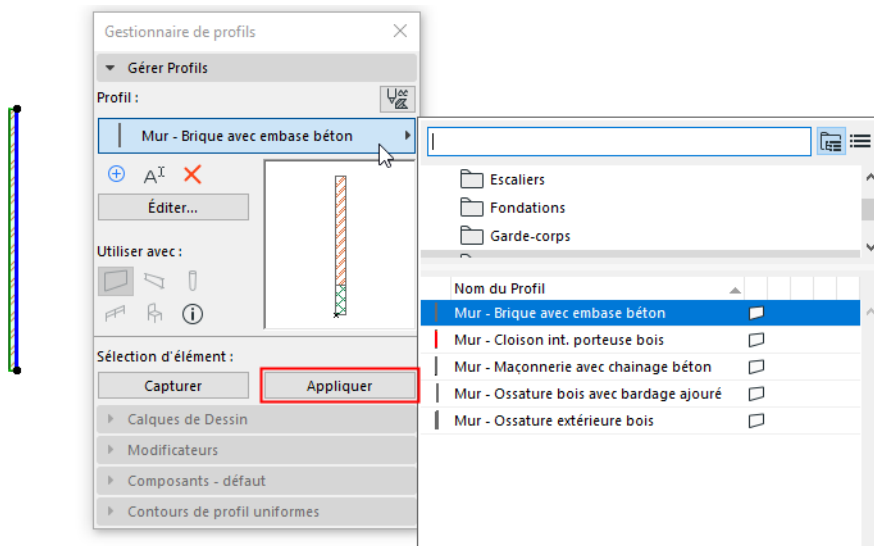 Gestionnaire de profils
Gérer Profils
Profil :
Mur - Brique avec embase béton
A I
Éditer...
Utiliser avec :
Sélection d'élément :
Capturer Appliquer
Calques de Dessin
Modificateurs
Composants - défaut
Contours de profil uniformes
Escaliers
Fondations
Garde-corps
Nom du Profil
Mur - Brique avec embase béton
Mur - Cloison int. porteuse bois
Mur - Maçonnerie avec chainage béton
Mur - Ossature bois avec bardage ajouré
Mur - Ossature extérieure bois